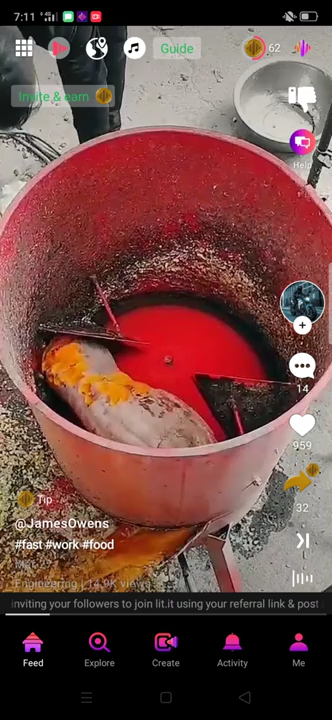 7:11
Guide
62
Invite & earn
Help
14
959
32
Tip
@JamesOwens
#fast #work #food
Engineering | 14.9K views
inviting your followers to join lit.it using your referral link & post
Feed
Explore
Create
Activity
Me